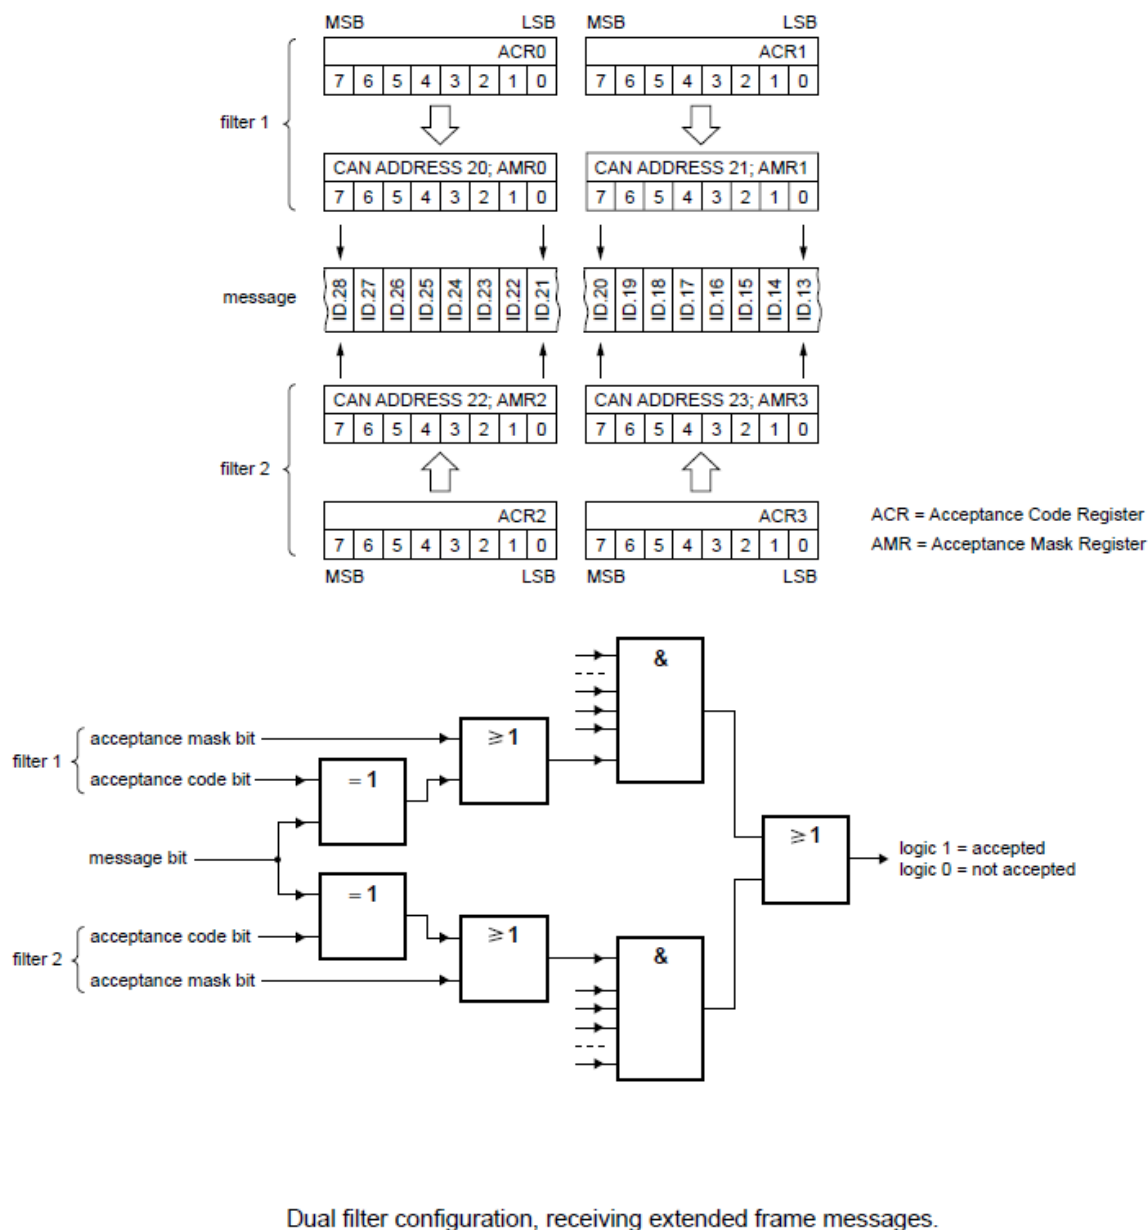 MSB LSB MSB LSB
ACR0 ACR1
7 6 5 4 3 2 1 0 7 6 5 4 3 2 1 0
filter 1
CAN ADDRESS 20; AMR0 CAN ADDRESS 21; AMR1
7 6 5 4 3 2 1 0 7 6 5 4 3 2 1 0
message ID.28 ID.27 ID.26 ID.25 ID.24 ID.23 ID.22 ID.21 ID.20 ID.19 ID.18 ID.17 ID.16 ID.15 ID.14 ID.13
CAN ADDRESS 22; AMR2 CAN ADDRESS 23; AMR3
7 6 5 4 3 2 1 0 7 6 5 4 3 2 1 0
filter 2
ACR2 ACR3
7 6 5 4 3 2 1 0 7 6 5 4 3 2 1 0
MSB LSB MSB LSB
ACR = Acceptance Code Register
AMR = Acceptance Mask Register
&
filter 1
acceptance mask bit
≥ 1
acceptance code bit
= 1
message bit
≥ 1
logic 1 = accepted
logic 0 = not accepted
= 1
filter 2
acceptance code bit
≥ 1
acceptance mask bit
&
Dual filter configuration, receiving extended frame messages.